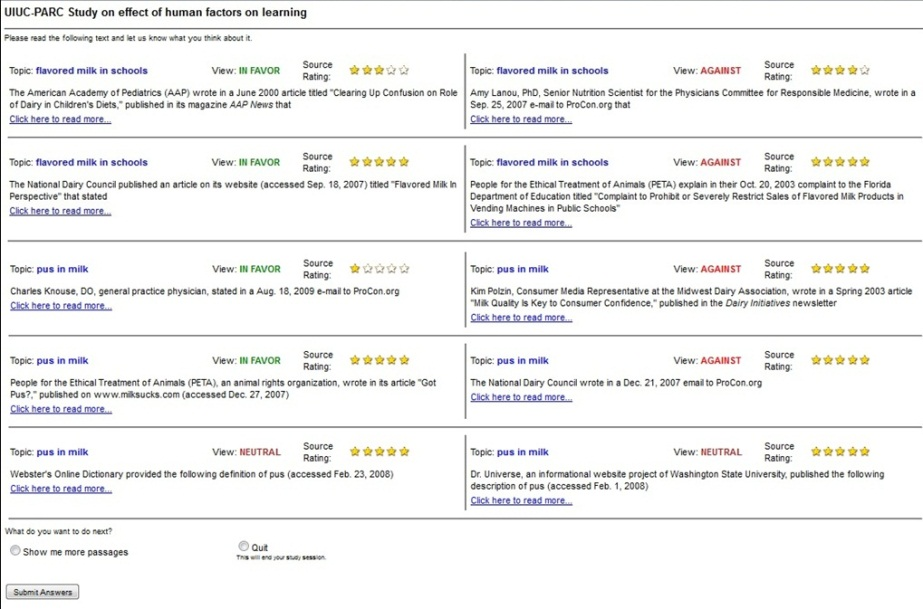 UIUC-PARC Study on effect of human factors on learning
Please read the following text and let us know what you think about it.
Topic: flavored milk in schools View: IN FAVOR Source Rating:
The American Academy of Pediatrics (AAP) wrote in a June 2000 article titled "Clearing Up Confusion on Role
of Dairy in Children's Diets," published in its magazine AAP News that
Click here to read more...
Topic: flavored milk in schools View: AGAINST Source Rating:
Amy Lanou, PhD, Senior Nutrition Scientist for the Physicians Committee for Responsible Medicine, wrote in a
Sep. 25, 2007 e-mail to ProCon.org that
Click here to read more...
Topic: flavored milk in schools View: IN FAVOR Source Rating:
The National Dairy Council published an article on its website (accessed Sep. 18, 2007) titled "Flavored Milk In
Perspective" that stated
Click here to read more...
Topic: flavored milk in schools View: AGAINST Source Rating:
People for the Ethical Treatment of Animals (PETA) explain in their Oct. 20, 2003 complaint to the Florida
Department of Education titled "Complaint to Prohibit or Severely Restrict Sales of Flavored Milk Products in
Vending Machines in Public Schools"
Click here to read more...
Topic: pus in milk View: IN FAVOR Source Rating:
Charles Knouse, DO, general practice physician, stated in a Aug. 18, 2009 e-mail to ProCon.org
Click here to read more...
Topic: pus in milk View: AGAINST Source Rating:
Kim Polzin, Consumer Media Representative at the Midwest Dairy Association, wrote in a Spring 2003 article
"Milk Quality Is Key to Consumer Confidence," published in the Dairy Initiatives newsletter
Click here to read more...
Topic: pus in milk View: IN FAVOR Source Rating:
People for the Ethical Treatment of Animals (PETA), an animal rights organization, wrote in its article "Got
Pus?," published on www.milksucks.com (accessed Dec. 27, 2007)
Click here to read more...
Topic: pus in milk View: AGAINST Source Rating:
The National Dairy Council wrote in a Dec. 21, 2007 email to ProCon.org
Click here to read more...
Topic: pus in milk View: NEUTRAL Source Rating:
Webster's Online Dictionary provided the following definition of pus (accessed Feb. 23, 2008)
Click here to read more...
Topic: pus in milk View: NEUTRAL Source Rating:
Dr. Universe, an informational website project of Washington State University, published the following
description of pus (accessed Feb. 1, 2008)
Click here to read more...
What do you want to do next?
Show me more passages
Quit
This will end your study session.
Submit Answers